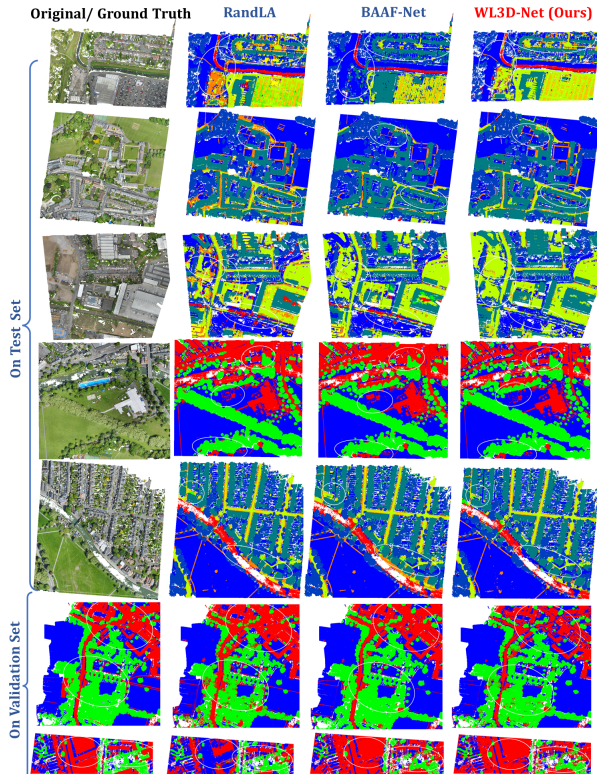 Original/ Ground Truth
RandLA
BAAF-Net
WL3D-Net (Ours)
On Test Set
On Validation Set